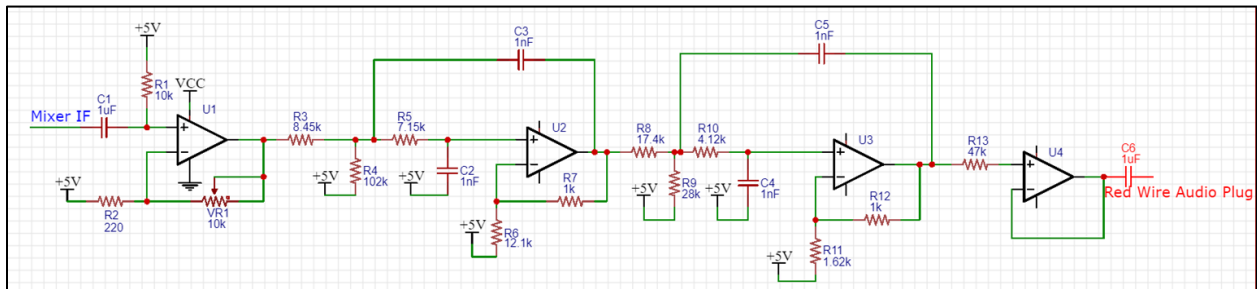 +5V
R1
10k
C1
1uF
Mixer IF
VCC
U1
+5V
R2
220
VR1
10k
R3
8.45k
R5
7.15k
R4
102k
+5V
+5V
C2
1nF
C3
1nF
U2
R7
1k
R6
12.1k
+5V
R8
17.4k
R10
4.12k
R9
28k
+5V
+5V
C4
1nF
C5
1nF
U3
R12
1k
R11
1.62k
+5V
R13
47k
U4
C6
1uF
Red Wire Audio Plug